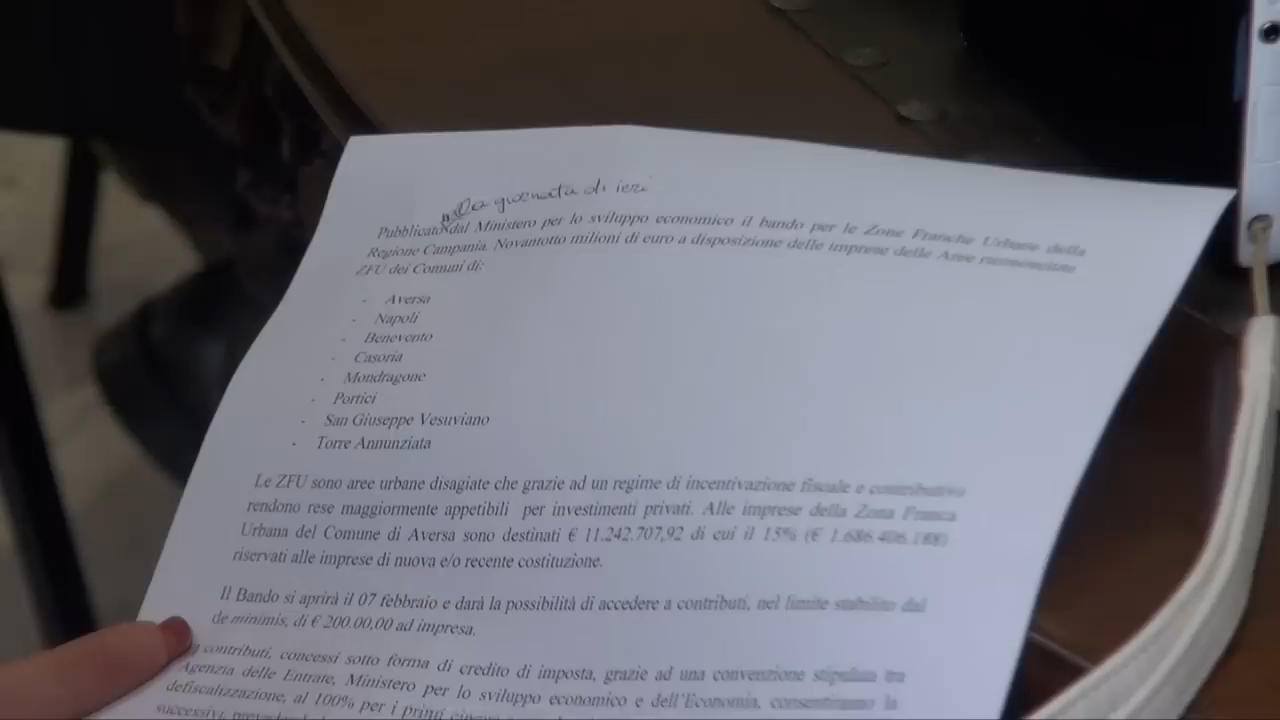 nella giornata di ieri
Pubblicato dal Ministero per lo sviluppo economico il bando per le Zone Franche Urbane della
Regione Campania. Novantotto milioni di euro a disposizione delle imprese delle Aree
ZFU dei Comuni di:
- Aversa
- Napoli
- Benevento
- Casoria
- Mondragone
- Portici
- San Giuseppe Vesuviano
- Torre Annunziata
Le ZFU sono aree urbane disagiate che grazie ad un regime di incentivazione fiscale e contributivo
rendono rese maggiormente appetibili per investimenti privati. Alle imprese della Zona Franca
Urbana del Comune di Aversa sono destinati € 11.242.707,92 di cui il 15% (€ 1.686.406,188)
riservati alle imprese di nuova e/o recente costituzione.
Il Bando si aprirà il 07 febbraio e darà la possibilità di accedere a contributi, nel limite stabilito dal
de minimis, di € 200.00,00 ad impresa.
contributi, concessi sotto forma di credito di imposta, grazie ad una convenzione stipulata tra
Agenzia delle Entrate, Ministero per lo sviluppo economico e dell'Economia, consentiranno la
defiscalizzazione, al 100% per i primi
successivi,